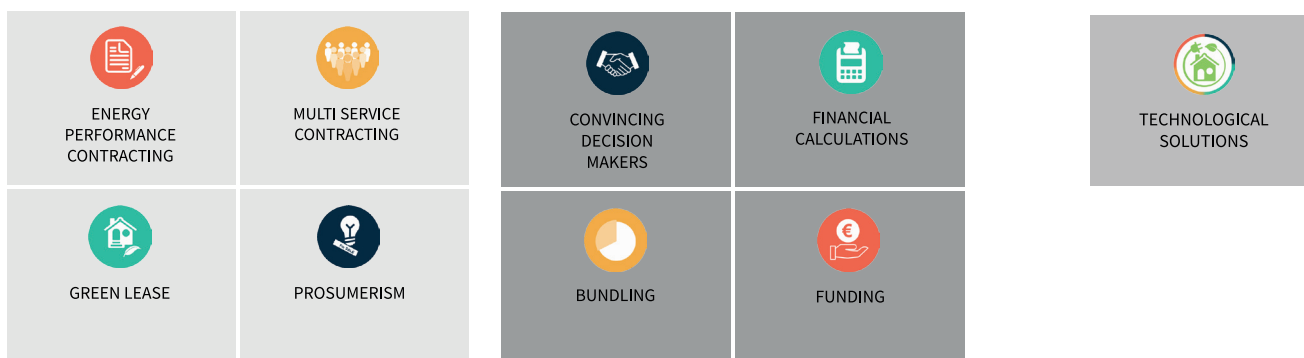 ENERGY
PERFORMANCE
CONTRACTING
MULTI SERVICE
CONTRACTING
GREEN LEASE
PROSUMERISM
CONVINCING
DECISION
MAKERS
FINANCIAL
CALCULATIONS
BUNDLING
€
FUNDING
TECHNOLOGICAL
SOLUTIONS